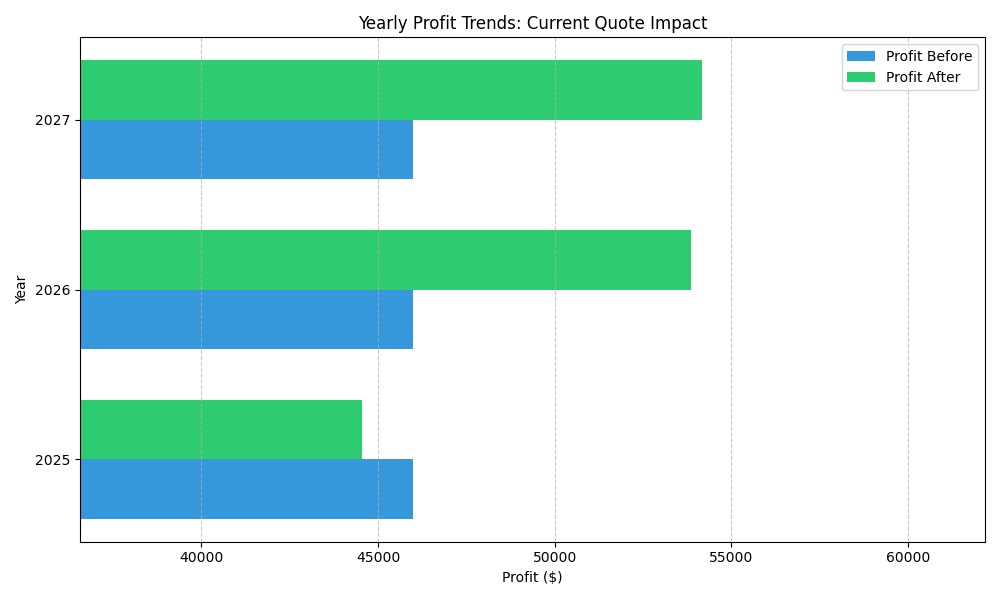 Yearly Profit Trends: Current Quote Impact
Profit Before
Profit After
Year
2027
2026
2025
40000
45000
50000
55000
60000
Profit ($)